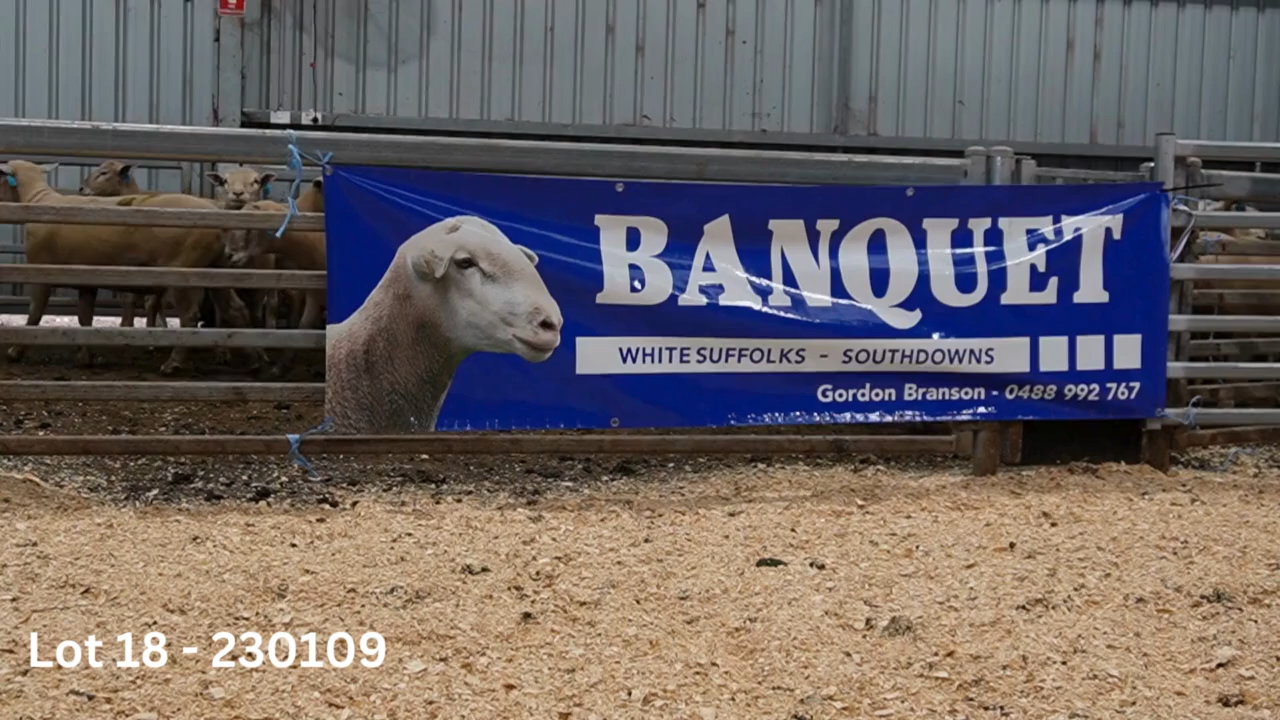 BANQUET
WHITE SUFFOLKS - SOUTHDOWNS
Gordon Branson - 0488 992 767
Lot 18 - 230109